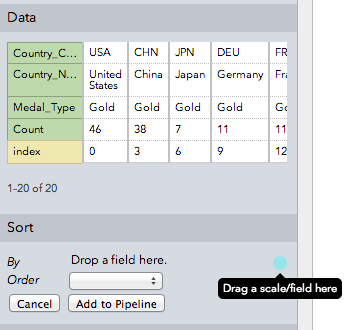 Data
Country_C... USA CHN JPN DEU FR
Country_N... United States China Japan Germany Fra
Medal_Type Gold Gold Gold Gold Go
Count 46 38 7 11 11
index 0 3 6 9 12
1-20 of 20
Sort
By Drop a field here.
Drag a scale/field here
Order
Cancel Add to Pipeline